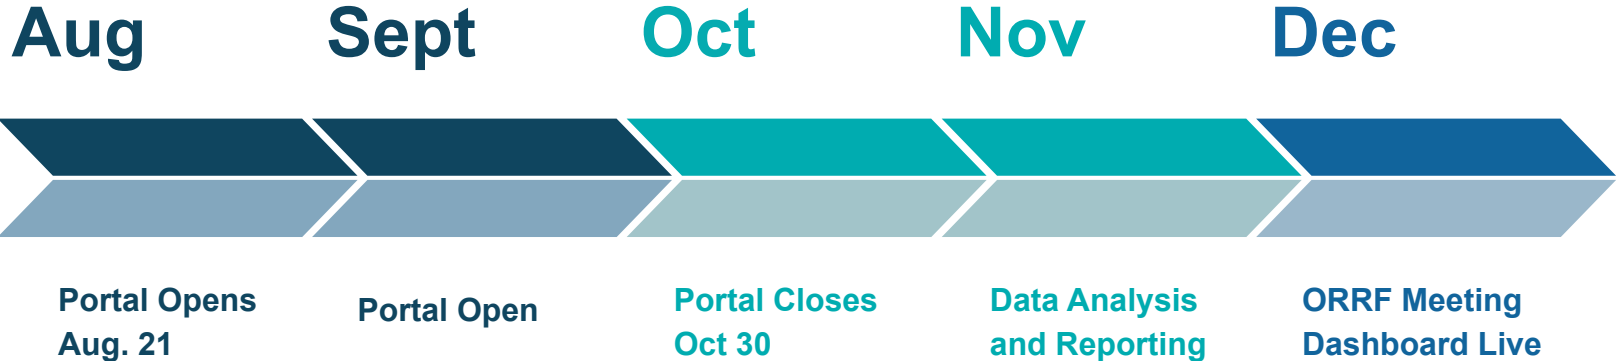 Aug
Sept
Oct
Nov
Dec
Portal Opens
Aug. 21
Portal Open
Portal Closes
Oct 30
Data Analysis
and Reporting
ORRF Meeting
Dashboard Live